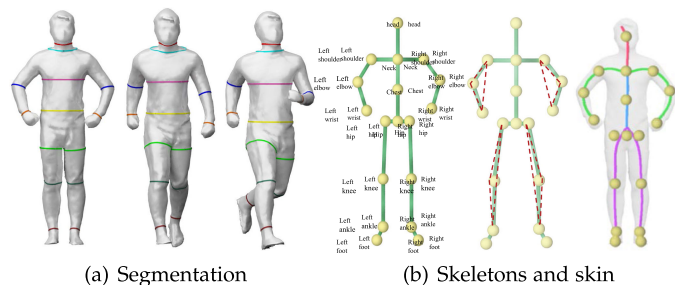 head head
Left shoulder Left shoulder
Right shoulder Right shoulder
Neck Neck
Left elbow Left elbow
Right elbow Right elbow
Chest Chest
Left wrist Left wrist
Right wrist Right wrist
Left hip Left hip
Hip
Right hip Right hip
Left knee Left knee
Right knee Right knee
Left ankle Left ankle
Right ankle Right ankle
Left foot Left foot
Right foot Right foot
(a) Segmentation
(b) Skeletons and skin